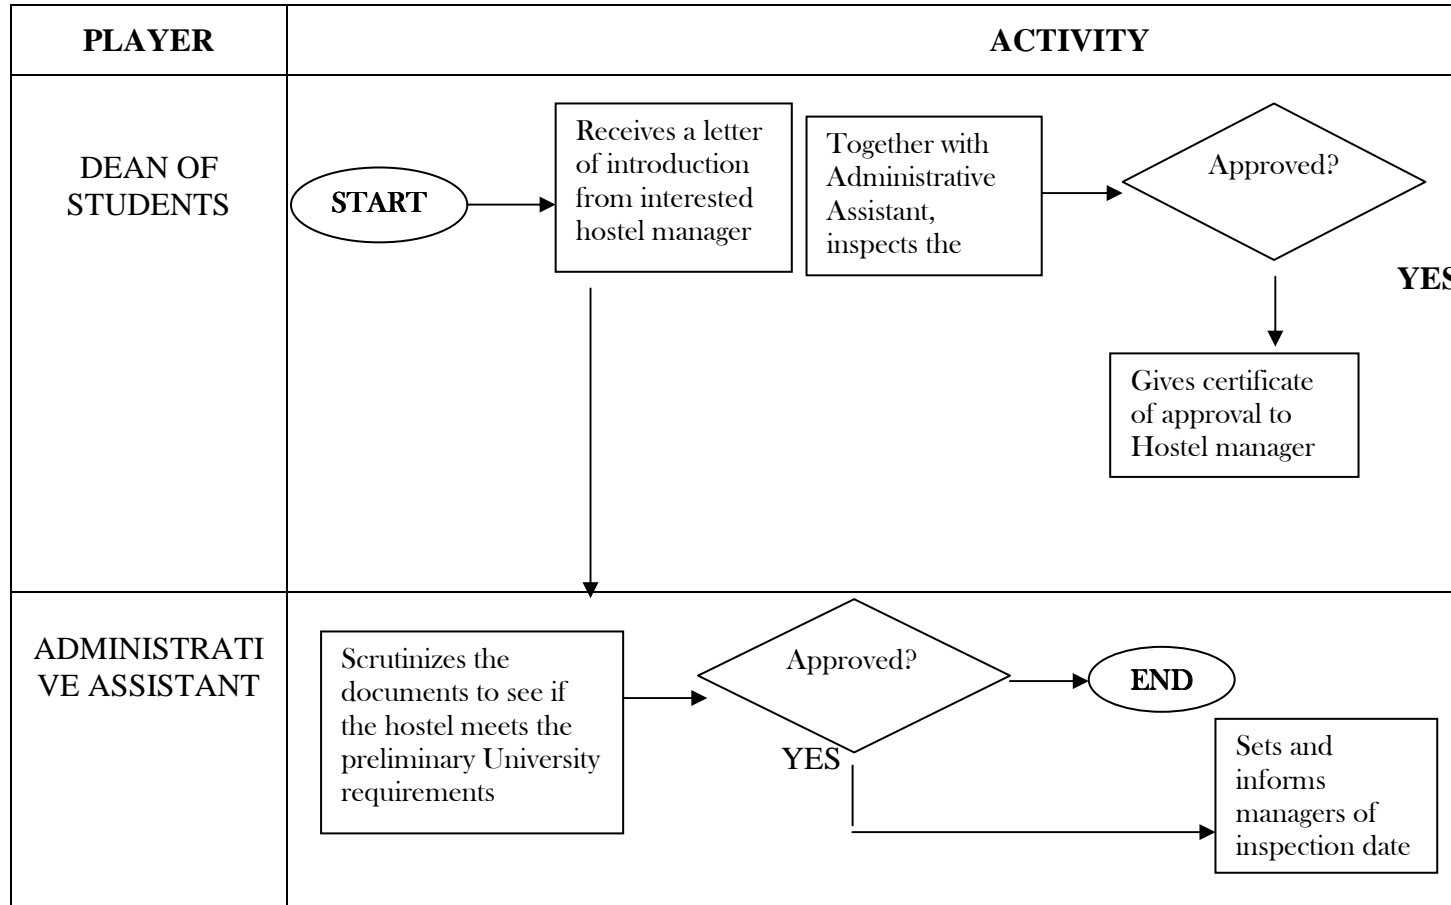 PLAYER
ACTIVITY
DEAN OF
STUDENTS
START
Receives a letter
of introduction
from interested
hostel manager
Together with
Administrative
Assistant,
inspects the
Approved?
YES
Gives certificate
of approval to
Hostel manager
ADMINISTRATI
VE ASSISTANT
Scrutinizes the
documents to see if
the hostel meets the
preliminary University
requirements
Approved?
YES
END
Sets and
informs
managers of
inspection date